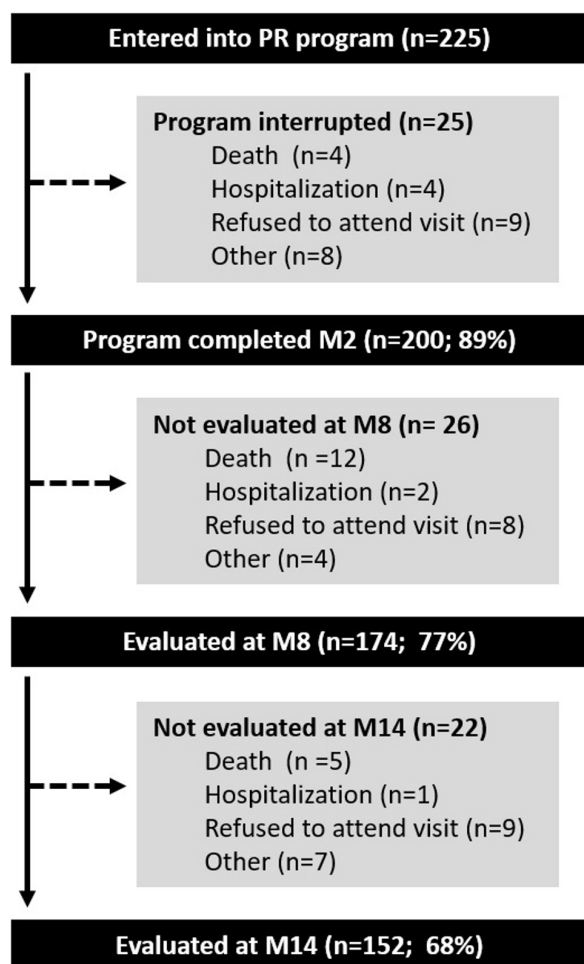 Entered into PR program (n=225)
Program interrupted (n=25)
Death (n=4)
Hospitalization (n=4)
Refused to attend visit (n=9)
Other (n=8)
Program completed M2 (n=200; 89%)
Not evaluated at M8 (n= 26)
Death (n =12)
Hospitalization (n=2)
Refused to attend visit (n=8)
Other (n=4)
Evaluated at M8 (n=174; 77%)
Not evaluated at M14 (n=22)
Death (n =5)
Hospitalization (n=1)
Refused to attend visit (n=9)
Other (n=7)
Evaluated at M14 (n=152; 68%)